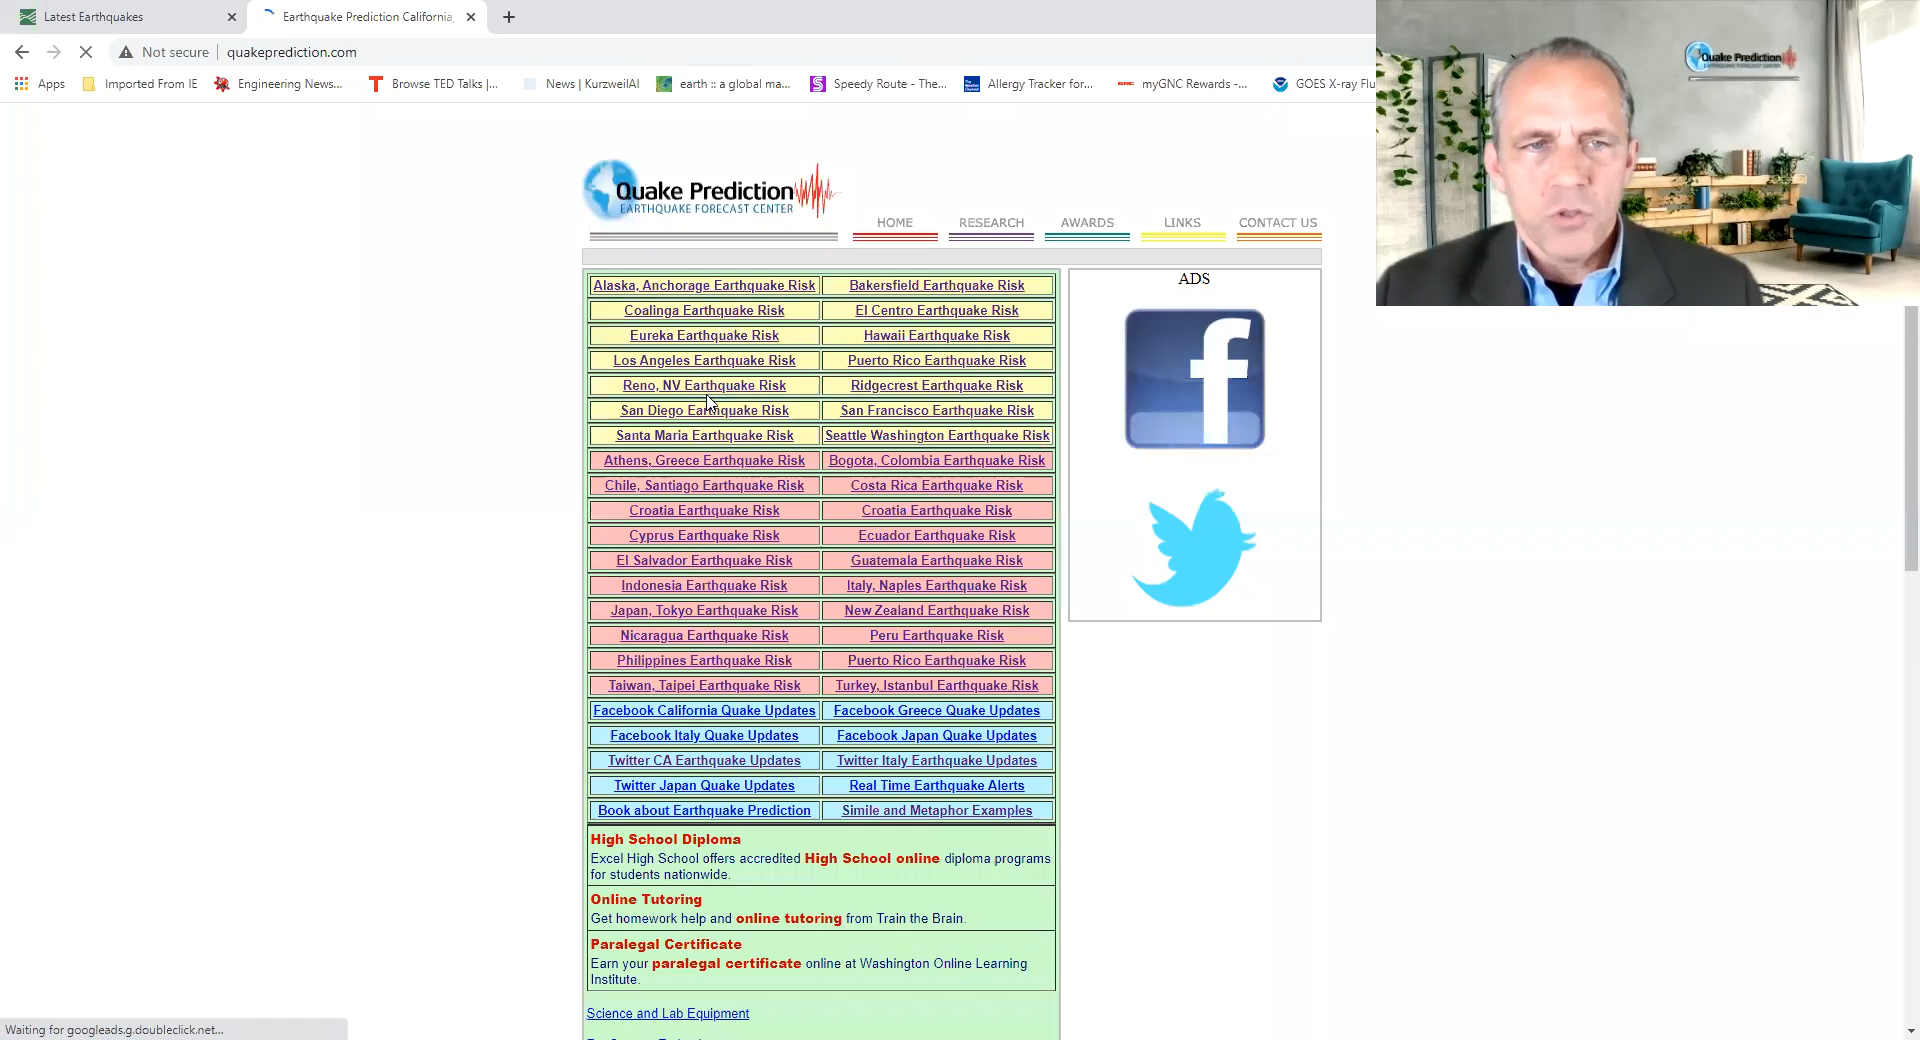 Latest Earthquakes
Earthquake Prediction California,
Not secure
quakeprediction.com
Apps
Imported From IE
Engineering News...
Browse TED Talks |...
News | KurzweilAI
earth :: a global ma...
Speedy Route - The...
Allergy Tracker for...
GNC
myGNC Rewards -...
GOES X-ray Flu
Quake Prediction
EARTHQUAKE FORECAST CENTER
Quake Prediction
EARTHQUAKE FORECAST CENTER
HOME
RESEARCH
AWARDS
LINKS
CONTACT US
Alaska, Anchorage Earthquake Risk
Bakersfield Earthquake Risk
Coalinga Earthquake Risk
El Centro Earthquake Risk
Eureka Earthquake Risk
Hawaii Earthquake Risk
Los Angeles Earthquake Risk
Puerto Rico Earthquake Risk
Reno, NV Earthquake Risk
Ridgecrest Earthquake Risk
San Diego Earthquake Risk
San Francisco Earthquake Risk
Santa Maria Earthquake Risk
Seattle Washington Earthquake Risk
Athens, Greece Earthquake Risk
Bogota, Colombia Earthquake Risk
Chile, Santiago Earthquake Risk
Costa Rica Earthquake Risk
Croatia Earthquake Risk
Croatia Earthquake Risk
Cyprus Earthquake Risk
Ecuador Earthquake Risk
El Salvador Earthquake Risk
Guatemala Earthquake Risk
Indonesia Earthquake Risk
Italy, Naples Earthquake Risk
Japan, Tokyo Earthquake Risk
New Zealand Earthquake Risk
Nicaragua Earthquake Risk
Peru Earthquake Risk
Philippines Earthquake Risk
Puerto Rico Earthquake Risk
Taiwan, Taipei Earthquake Risk
Turkey, Istanbul Earthquake Risk
Facebook California Quake Updates
Facebook Greece Quake Updates
Facebook Italy Quake Updates
Facebook Japan Quake Updates
Twitter CA Earthquake Updates
Twitter Italy Earthquake Updates
Twitter Japan Quake Updates
Real Time Earthquake Alerts
Book about Earthquake Prediction
Simile and Metaphor Examples
High School Diploma
Excel High School offers accredited High School online diploma programs
for students nationwide.
Online Tutoring
Get homework help and online tutoring from Train the Brain.
Paralegal Certificate
Earn your paralegal certificate online at Washington Online Learning
Institute.
Science and Lab Equipment
ADS
f
Waiting for googleads.g.doubleclick.net...